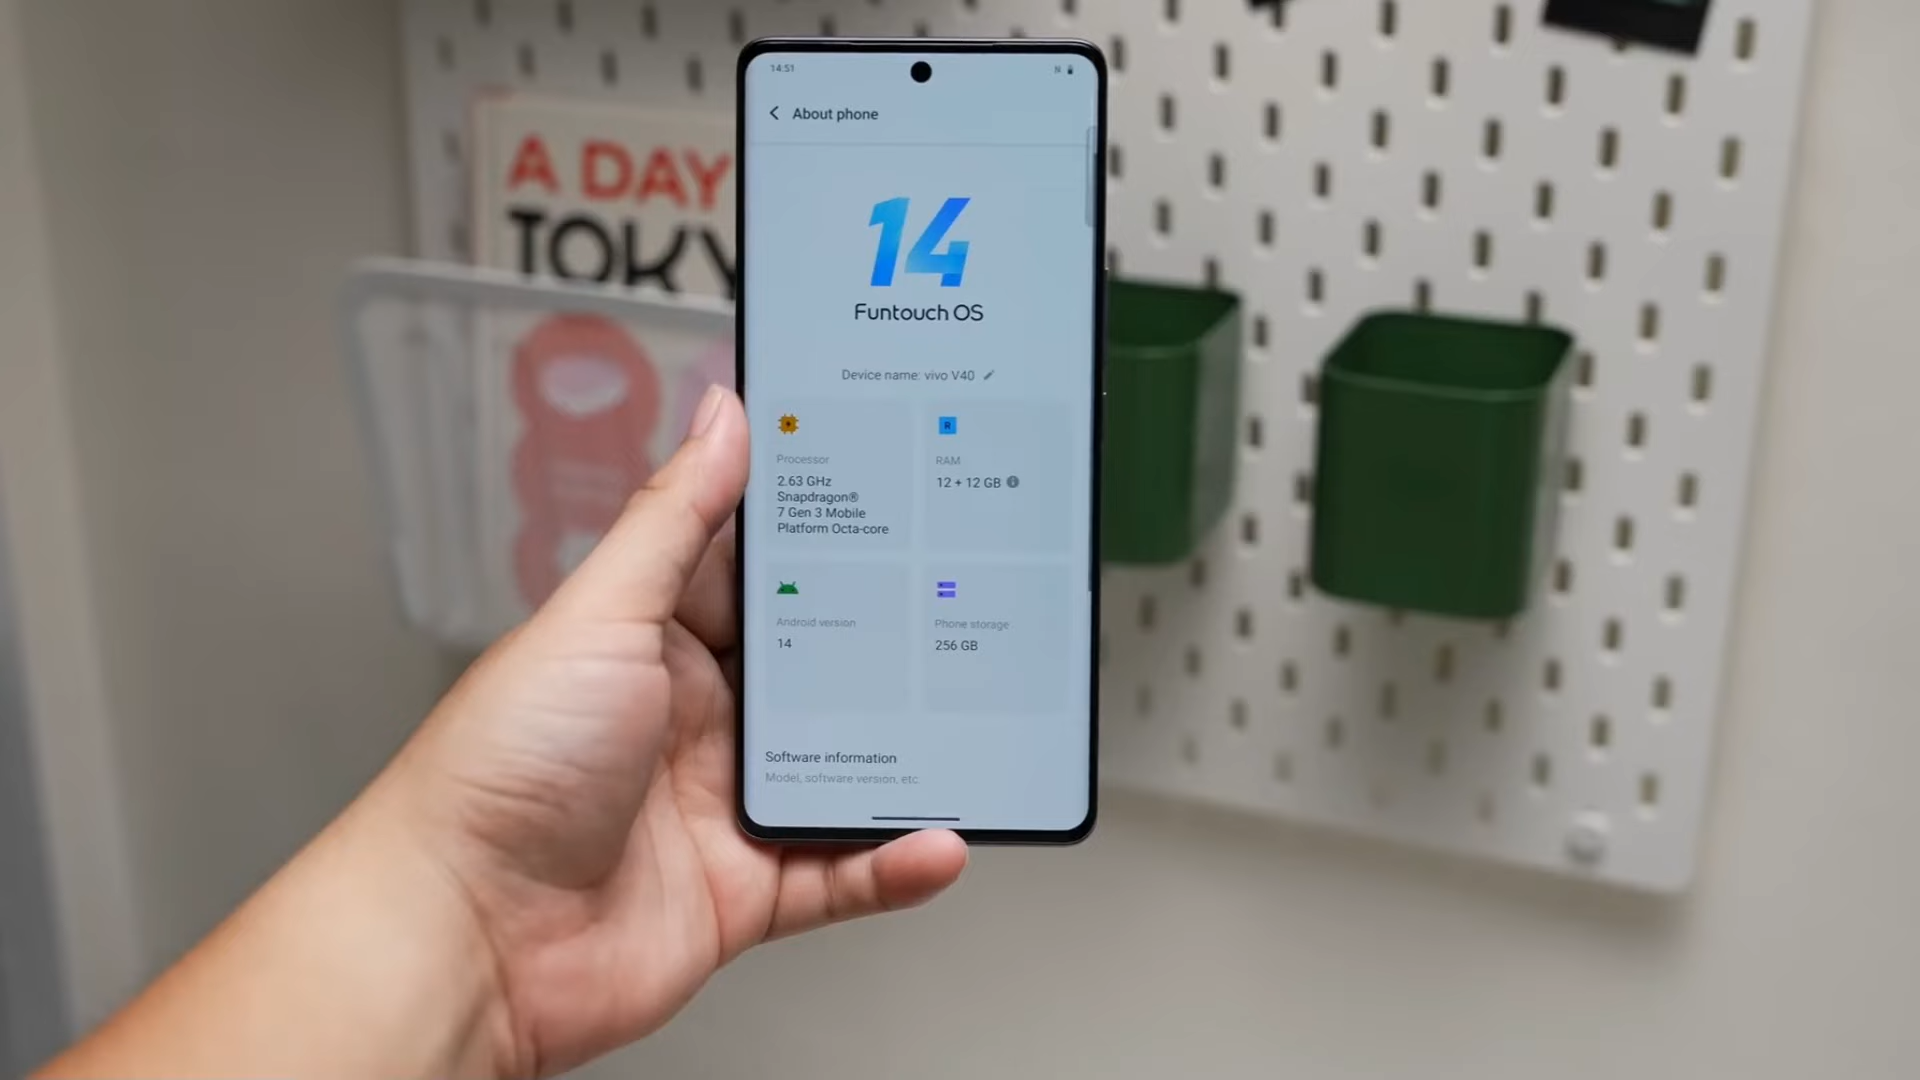 A DAY
TOKY
14:51
About phone
14
Funtouch OS
Device name: vivo V40
Processor
2.63 GHz
Snapdragon®
7 Gen 3 Mobile
Platform Octa-core
R
RAM
12 + 12 GB
Android version
14
Phone storage
256 GB
Software information
Model, software version, etc.